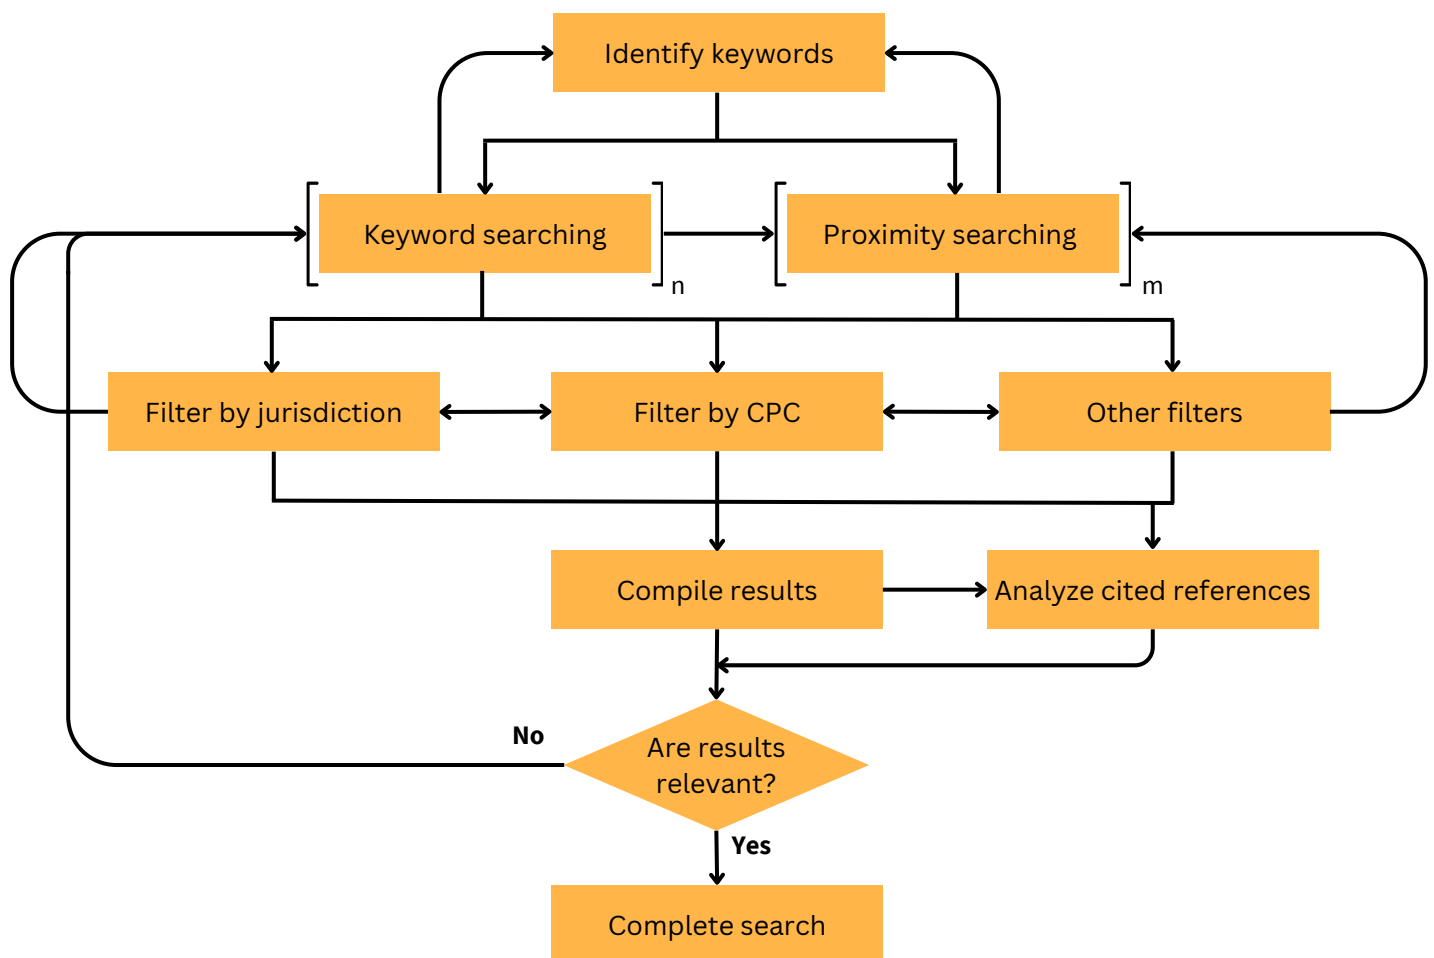 Identify keywords
Keyword searching
n
Proximity searching
m
Filter by jurisdiction
Filter by CPC
Other filters
Compile results
Analyze cited references
No
Are results
relevant?
Yes
Complete search